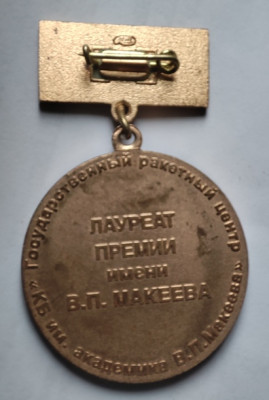 Государственный ракетный центр
ЛАУРЕАТ
ПРЕМИИ
имени
В.П. МАКЕЕВА
"КБ им. академика В.П.Макеева"